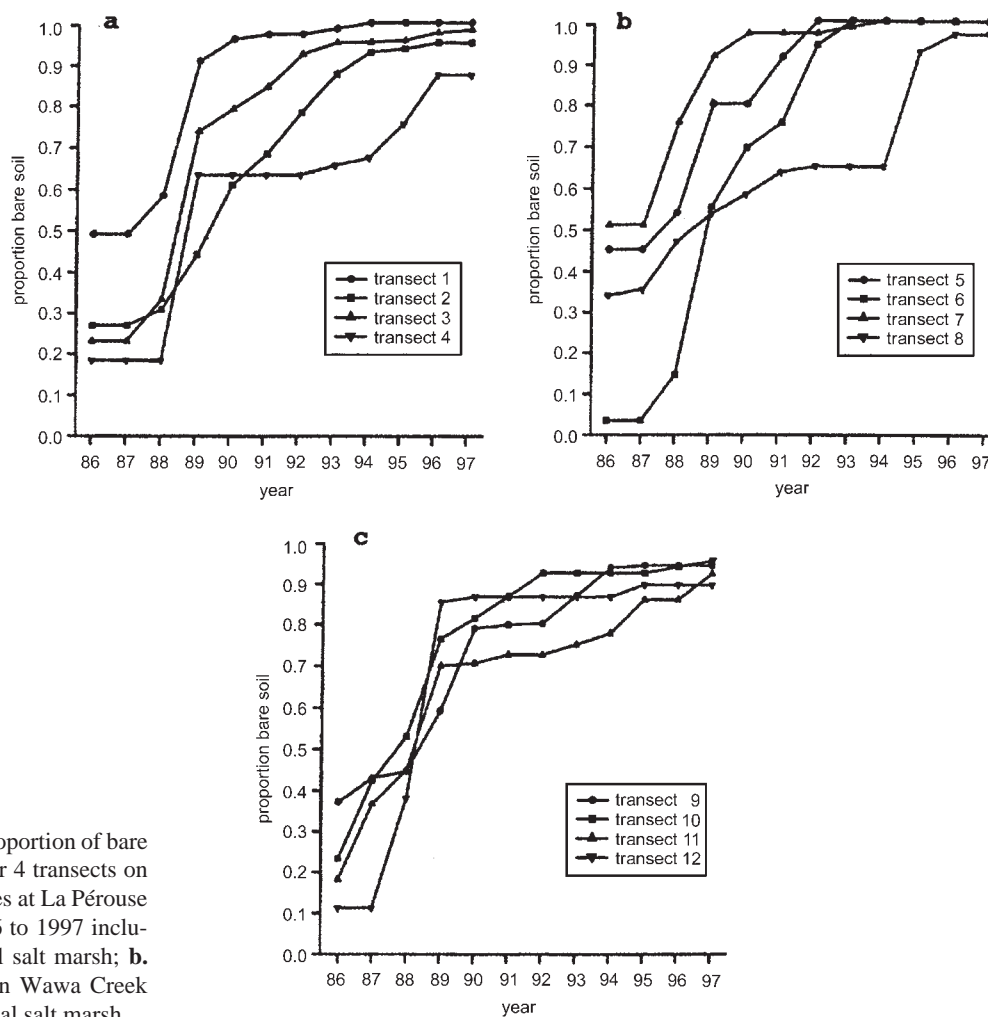 a
1.0
0.9
0.8
0.7
0.6
0.5
0.4
0.3
0.2
0.1
0.0
proportion bare soil
86 87 88 89 90 91 92 93 94 95 96 97
year
transect 1
transect 2
transect 3
transect 4
b
1.0
0.9
0.8
0.7
0.6
0.5
0.4
0.3
0.2
0.1
0.0
proportion bare soil
86 87 88 89 90 91 92 93 94 95 96 97
year
transect 5
transect 6
transect 7
transect 8
c
1.0
0.9
0.8
0.7
0.6
0.5
0.4
0.3
0.2
0.1
0.0
proportion bare soil
86 87 88 89 90 91 92 93 94 95 96 97
year
transect 9
transect 10
transect 11
transect 12
oportion of bare
r 4 transects on
es at La Pérouse
to 1997 inclu-
salt marsh; b.
n Wawa Creek
al salt marsh